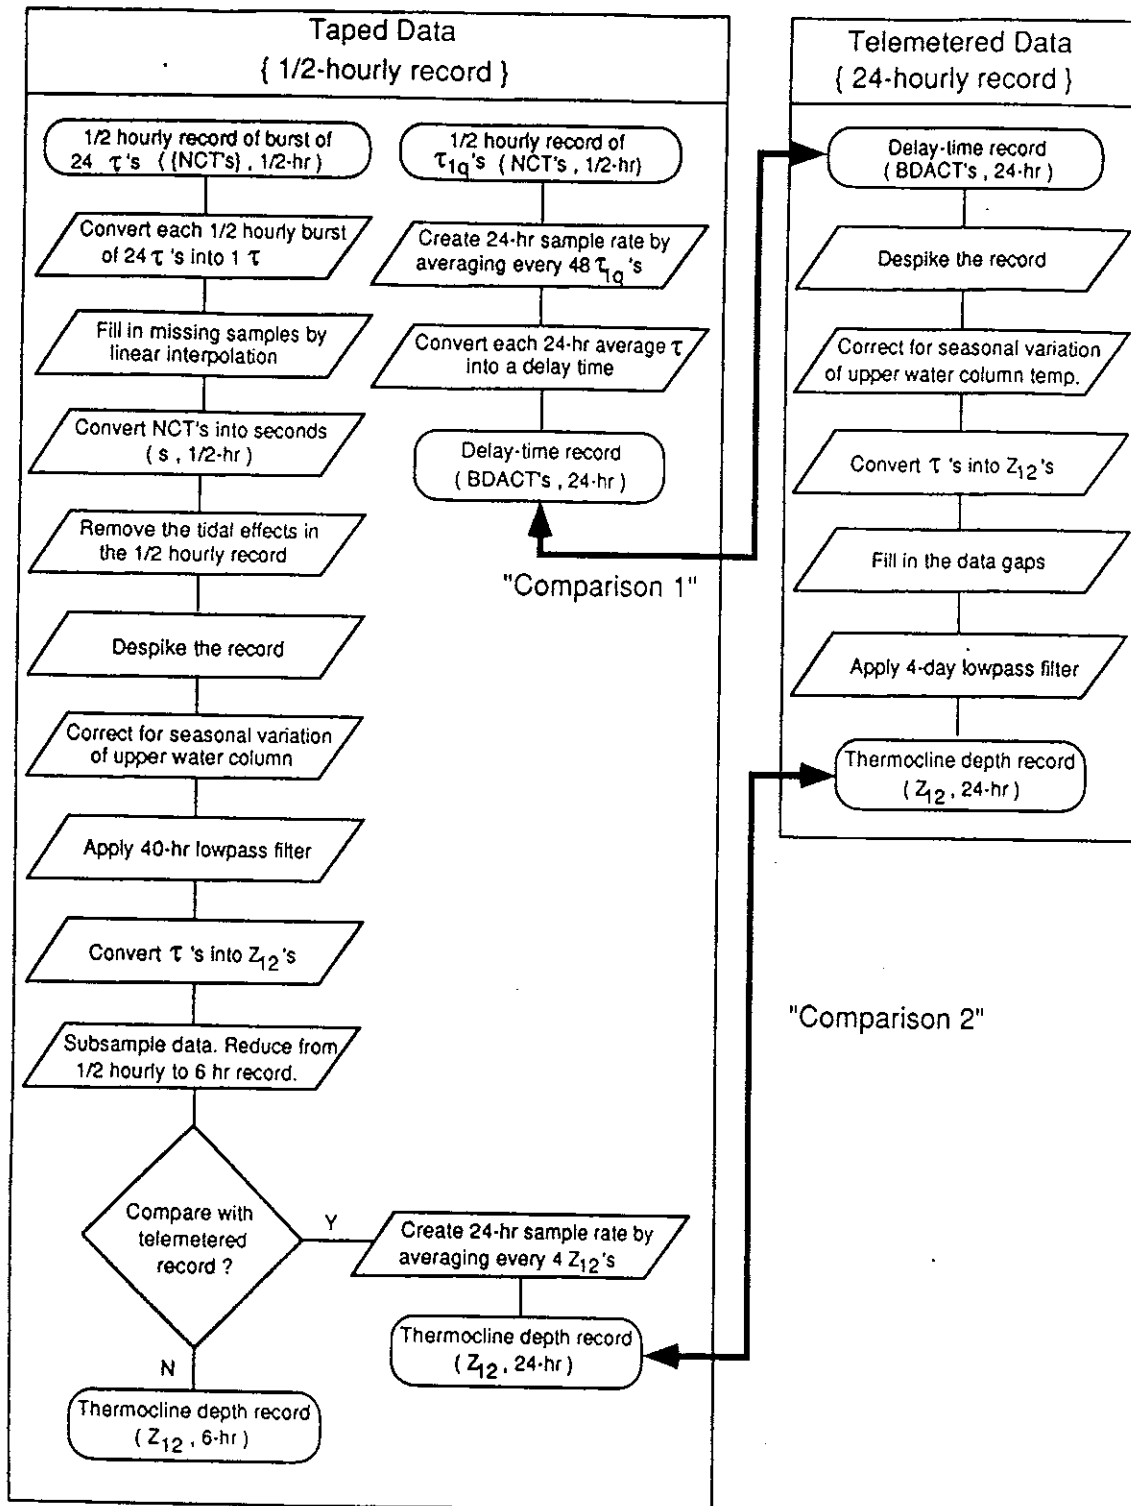 Taped Data
{ 1/2-hourly record }
1/2 hourly record of burst of
24 τ's ({NCT's}, 1/2-hr)
Convert each 1/2 hourly burst
of 24 τ's into 1 τ
Fill in missing samples by
linear interpolation
Convert NCT's into seconds
( s , 1/2-hr )
Remove the tidal effects in
the 1/2 hourly record
Despike the record
Correct for seasonal variation
of upper water column
Apply 40-hr lowpass filter
Convert τ's into Z12's
Subsample data. Reduce from
1/2 hourly to 6 hr record.
Compare with
telemetered
record ?
Y
N
Thermocline depth record
( Z12 , 6-hr )
Create 24-hr sample rate by
averaging every 4 Z12's
Thermocline depth record
( Z12 , 24-hr )
1/2 hourly record of
τ1q's ( NCT's , 1/2-hr)
Create 24-hr sample rate by
averaging every 48 τ1q's
Convert each 24-hr average τ
into a delay time
Delay-time record
( BDACT's , 24-hr )
"Comparison 1"
Telemetered Data
{ 24-hourly record }
Delay-time record
( BDACT's , 24-hr )
Despike the record
Correct for seasonal variation
of upper water column temp.
Convert τ's into Z12's
Fill in the data gaps
Apply 4-day lowpass filter
Thermocline depth record
( Z12 , 24-hr )
"Comparison 2"